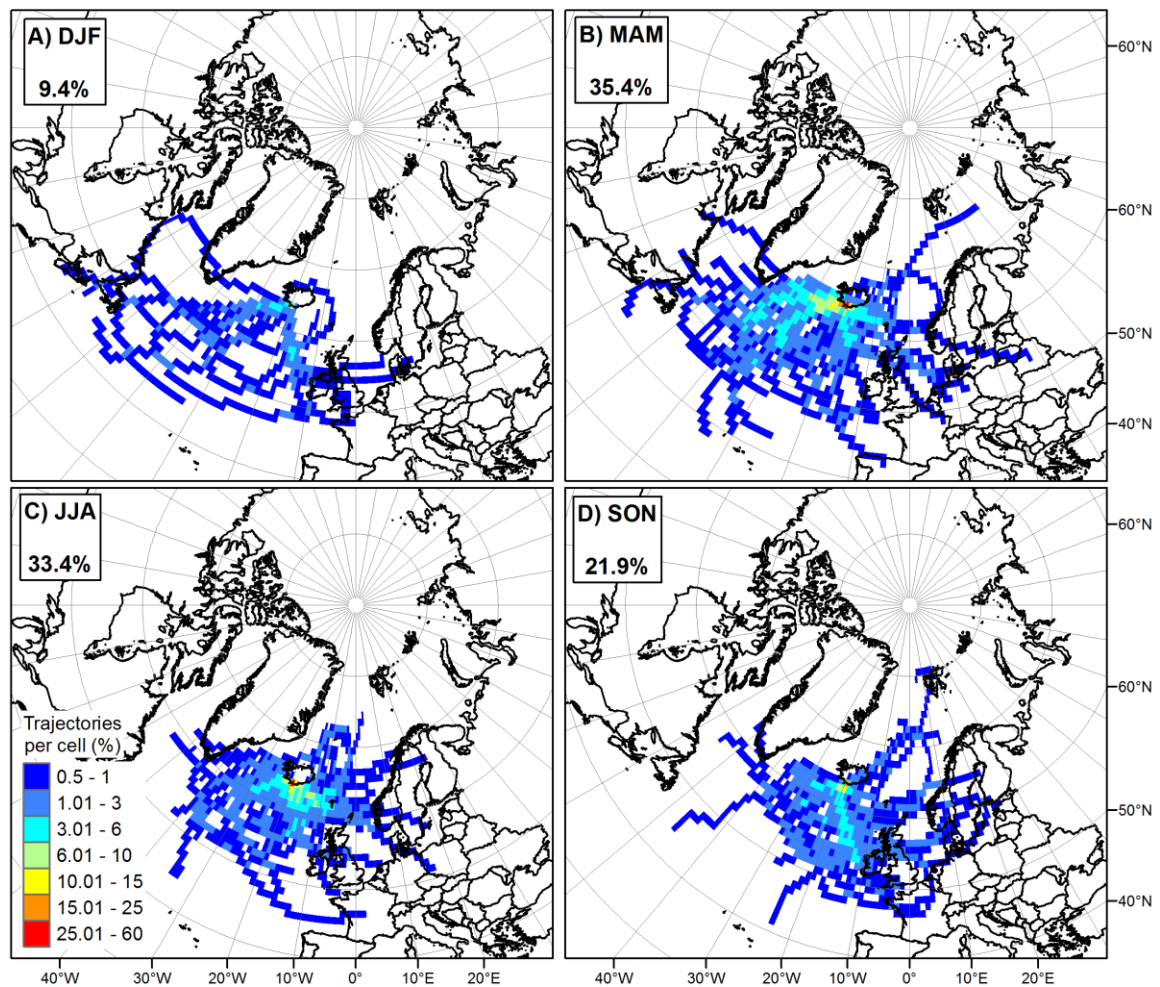 A) DJF
9.4%
B) MAM
35.4%
60°N
60°N
50°N
40°N
C) JJA
33.4%
D) SON
21.9%
60°N
60°N
50°N
40°N
Trajectories
per cell (%)
0.5 - 1
1.01 - 3
3.01 - 6
6.01 - 10
10.01 - 15
15.01 - 25
25.01 - 60
40°W 30°W 20°W 10°W 0° 10°E 20°E 40°W 30°W 20°W 10°W 0° 10°E 20°E